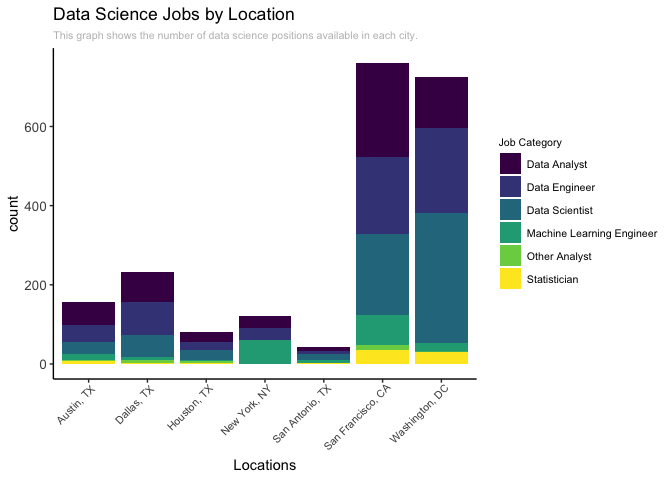 Data Science Jobs by Location
This graph shows the number of data science positions available in each city.
count
600
400
200
0
Austin, TX
Dallas, TX
Houston, TX
New York, NY
San Antonio, TX
San Francisco, CA
Washington, DC
Locations
Job Category
Data Analyst
Data Engineer
Data Scientist
Machine Learning Engineer
Other Analyst
Statistician